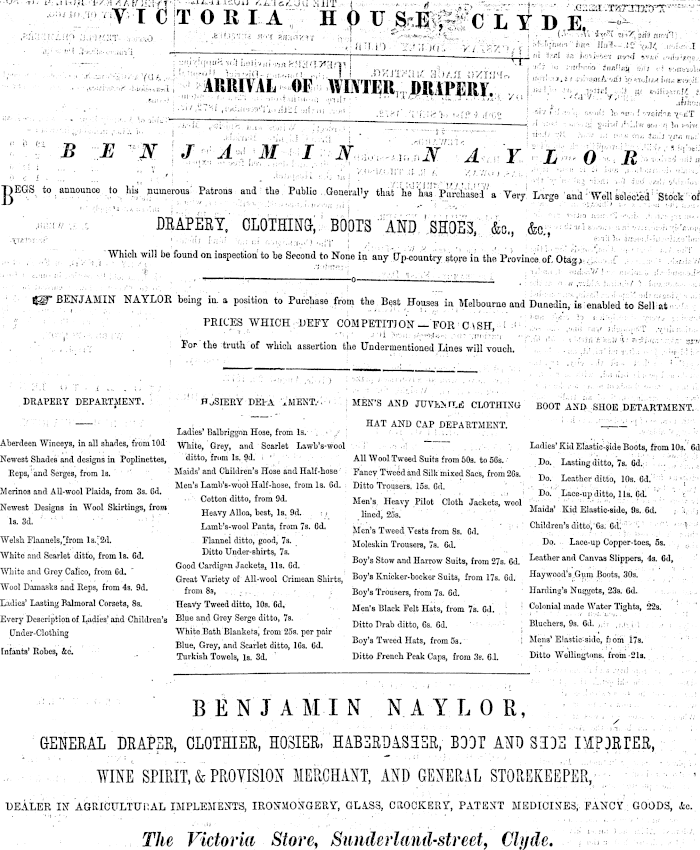 VICTORIA HOUSE, CLYDE.
ARRIVAL OF WINTER DRAPERY.
BENJAMIN NAYLOR
BEGS to announce to his numerous Patrons and the Public Generally that he has Purchased a Very Large and Well selected Stock of
DRAPERY, CLOTHING, BOOTS AND SHOES, &c., &c.,
Which will be found on inspection to be Second to None in any Up-country store in the Province of Otago
BENJAMIN NAYLOR being in a position to Purchase from the Best Houses in Melbourne and Dunedin, is enabled to Sell at
PRICES WHICH DEFY COMPETITION — FOR CASH,
For the truth of which assertion the Undermentioned Lines will vouch.
DRAPERY DEPARTMENT.
Aberdeen Winceys, in all shades, from 10d
Newest Shades and designs in Poplinettes,
Reps, and Serges, from 1s.
Merinos and All-wool Plaids, from 3s. 6d.
Newest Designs in Wool Skirtings, from
1s. 3d.
Welsh Flannels, from 1s. 2d.
White and Scarlet ditto, from 1s. 6d.
White and Grey Calico, from 6d.
Wool Damasks and Reps, from 4s. 9d.
Ladies' Lasting Balmoral Corsets, 8s.
Every Description of Ladies' and Children's
Under-Clothing
Infants' Robes, &c.
HOSIERY DEPARTMENT.
Ladies' Balbriggan Hose, from 1s.
White, Grey, and Scarlet Lamb's-wool
ditto, from 1s. 9d.
Maids' and Children's Hose and Half-hose
Men's Lamb's-wool Half-hose, from 1s. 6d.
Cotton ditto, from 9d.
Heavy Alloa, best, 1s. 9d.
Lamb's-wool Pants, from 7s. 6d.
Flannel ditto, good, 7s.
Ditto Under-shirts, 7s.
Good Cardigan Jackets, 11s. 6d.
Great Variety of All-wool Crimean Shirts,
from 8s,
Heavy Tweed ditto, 10s. 6d.
Blue and Grey Serge ditto, 7s.
White Bath Blankets, from 25s. per pair
Blue, Grey, and Scarlet ditto, 16s. 6d.
Turkish Towels, 1s. 3d.
MEN'S AND JUVENILE CLOTHING
HAT AND CAP DEPARTMENT.
All Wool Tweed Suits from 50s. to 56s.
Fancy Tweed and Silk mixed Sacs, from 26s.
Ditto Trousers. 15s. 6d.
Men's Heavy Pilot Cloth Jackets, wool
lined, 25s.
Men's Tweed Vests from 8s. 6d.
Moleskin Trousers, 7s. 6d.
Boy's Stow and Harrow Suits, from 27s. 6d.
Boy's Knicker-bocker Suits, from 17s. 6d.
Boy's Trousers, from 7s. 6d.
Men's Black Felt Hats, from 7s. 6d.
Ditto Drab ditto, 6s. 6d.
Boy's Tweed Hats, from 5s.
Ditto French Peak Caps, from 3s. 6d.
BOOT AND SHOE DETARTMENT.
Ladies' Kid Elastic-side Boots, from 10s. 6d
Do. Lasting ditto, 7s. 6d.
Do. Leather ditto, 10s. 6d.
Do. Lace-up ditto, 11s. 6d.
Maids' Kid Elastic-side, 9s. 6d.
Children's ditto, 6s. 6d.
Do. Lace-up Copper-toes, 5s.
Leather and Canvas Slippers, 4s. 6d,
Haywood's Gum Boots, 30s.
Harding's Nuggets, 23s. 6d.
Colonial made Water Tights, 22s.
Bluchers, 9s. 6d.
Mens' Elastic-side, from 17s.
Ditto Wellingtons, from 21s.
BENJAMIN NAYLOR,
GENERAL DRAPER, CLOTHIER, HOSIER, HABERDASHER, BOOT AND SHOE IMPORTER,
WINE SPIRIT, & PROVISION MERCHANT, AND GENERAL STOREKEEPER,
DEALER IN AGRICULTURAL IMPLEMENTS, IRONMONGERY, GLASS, CROCKERY, PATENT MEDICINES, FANCY GOODS, &c.
The Victoria Store, Sunderland-street, Clyde.